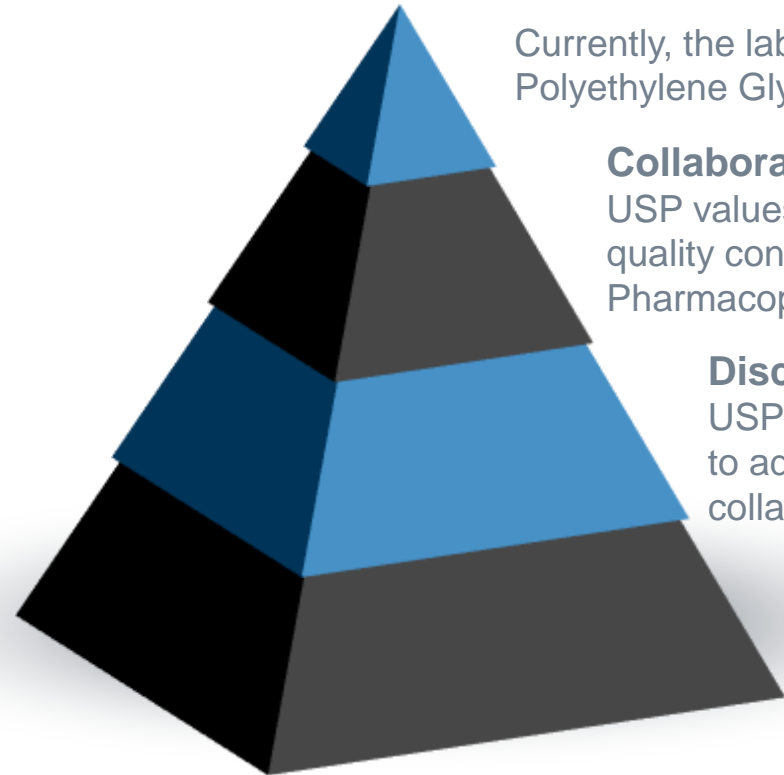 Currently, the lab
Polyethylene Gly
Collabora
USP values
quality con
Pharmacop
Disc
USP
to ac
colla